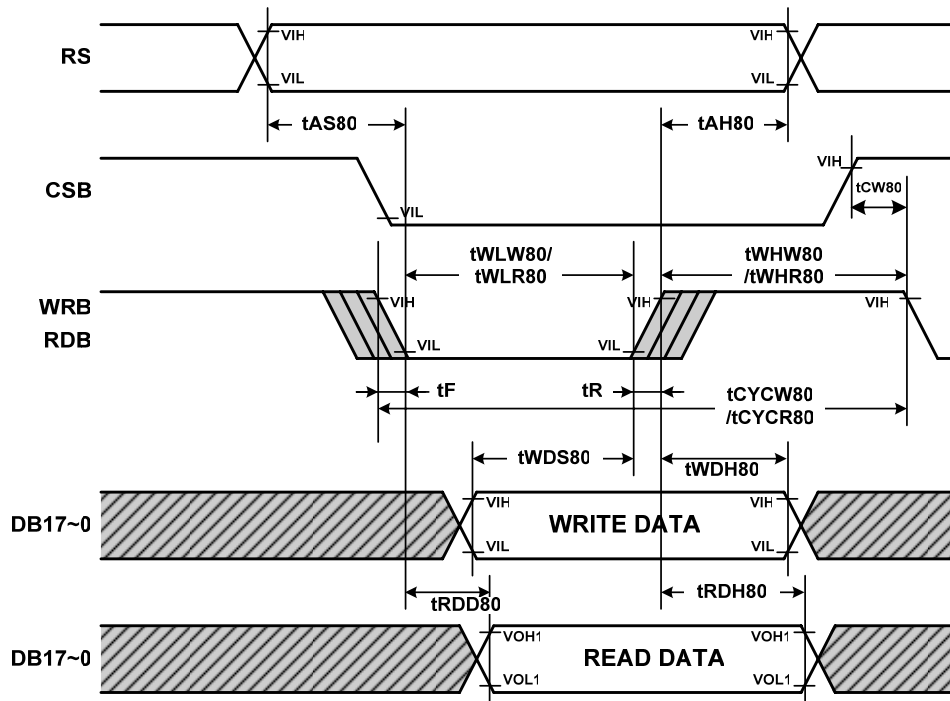 RS
VIH
VIH
VIL
VIL
tAS80
tAH80
CSB
VIH
tCW80
VIL
tWLW80/
tWLR80
tWHW80
/tWHR80
WRB
RDB
VIH
VIH
VIH
VIL
VIL
tF
tR
tCYCW80
/tCYCR80
tWDS80
tWDH80
DB17~0
VIH
WRITE DATA
VIH
VIL
VIL
tRDD80
tRDH80
DB17~0
VOH1
READ DATA
VOH1
VOL1
VOL1